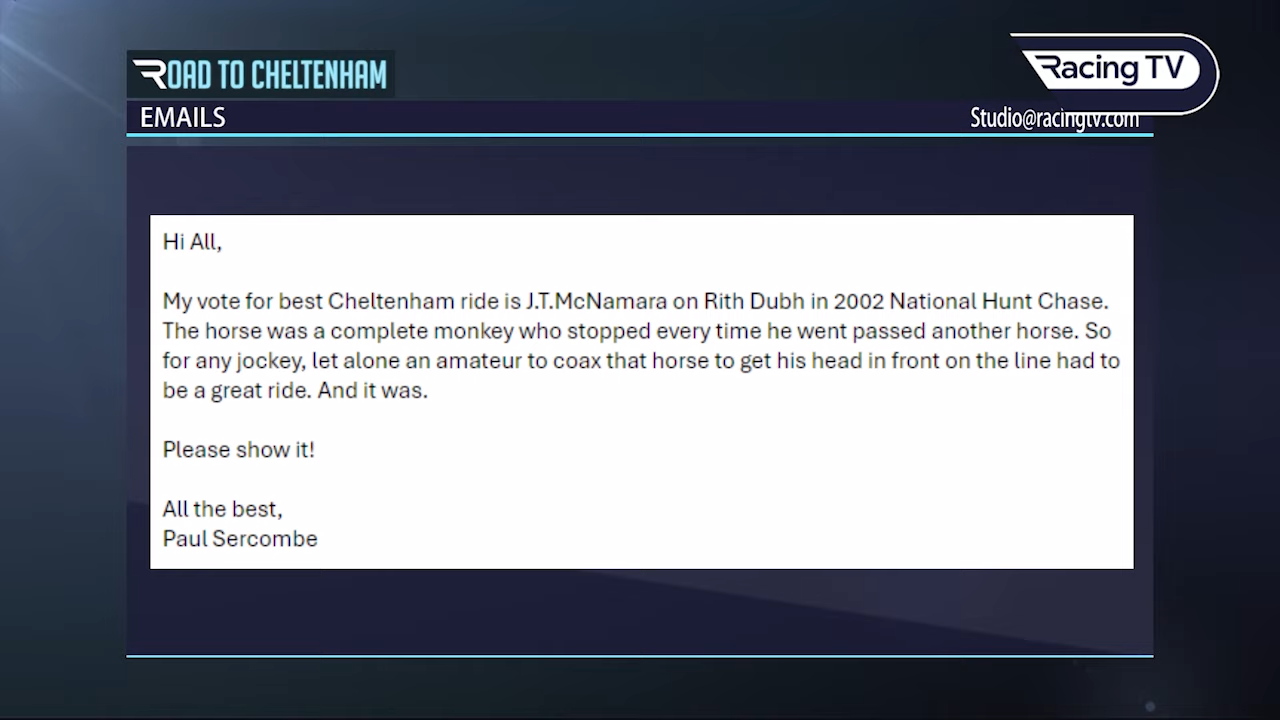 ROAD TO CHELTENHAM
Racing TV
EMAILS
Studio@racingtv.com
Hi All,
My vote for best Cheltenham ride is J.T.McNamara on Rith Dubh in 2002 National Hunt Chase.
The horse was a complete monkey who stopped every time he went passed another horse. So
for any jockey, let alone an amateur to coax that horse to get his head in front on the line had to
be a great ride. And it was.
Please show it!
All the best,
Paul Sercombe